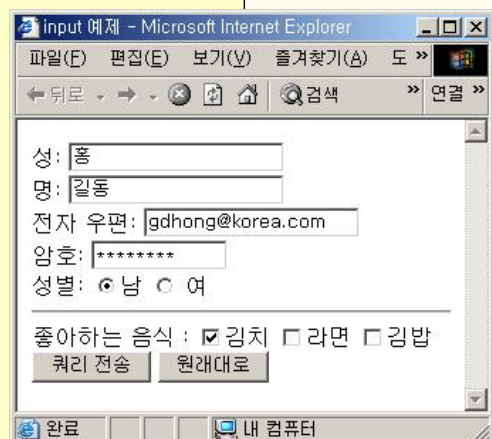 input 예제 - Microsoft Internet Explorer
파일(F) 편집(E) 보기(V) 즐겨찾기(A) 도 »
뒤로 검색 » 연결 »
성: 홍
명: 길동
전자 우편: gdhong@korea.com
암호: ********
성별: 남 여
좋아하는 음식 : 김치 라면 김밥
쿼리 전송 원래대로
완료 내 컴퓨터